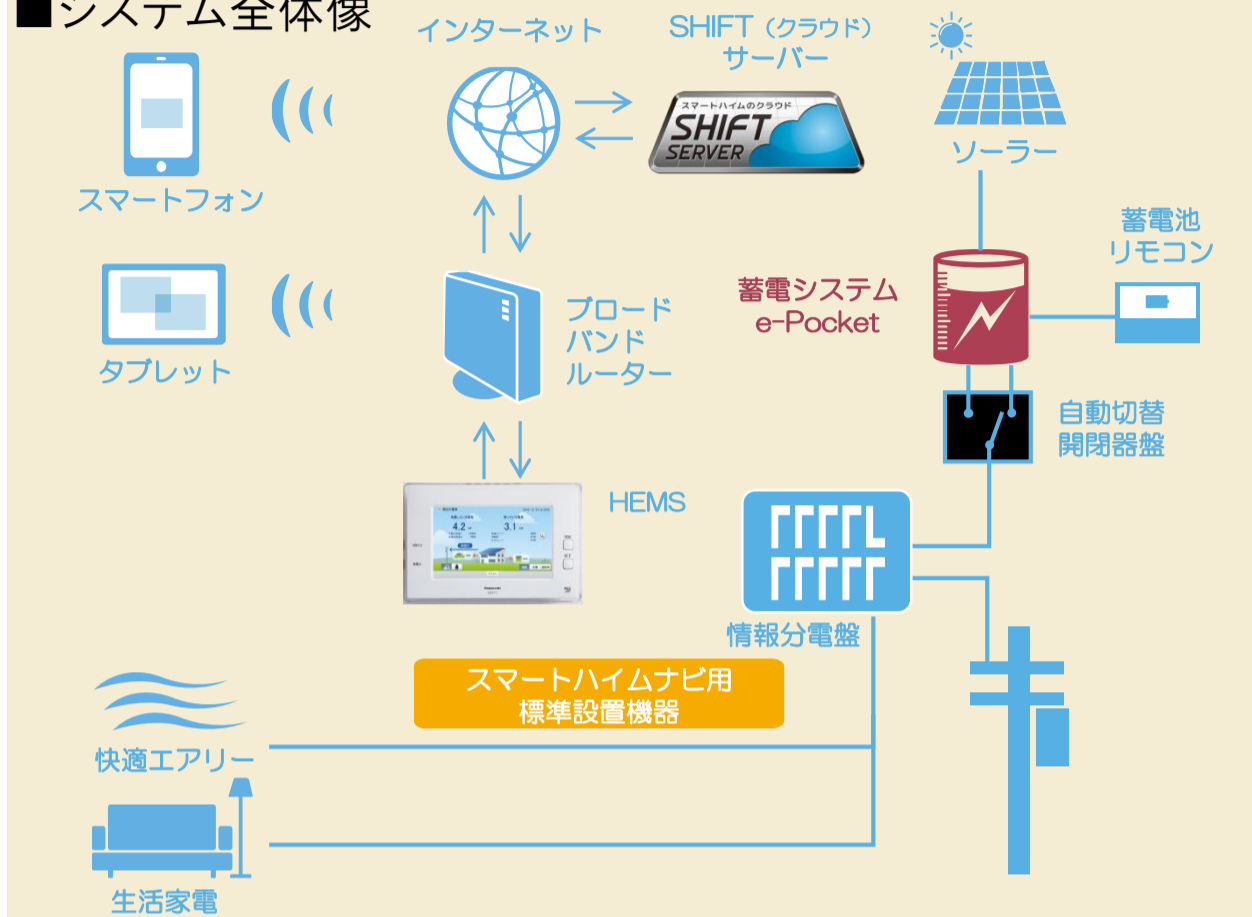 ■システム全体像
インターネット
SHIFT（クラウド）
サーバー
スマートハイムのクラウド
SHIFT
SERVER
スマートフォン
ソーラー
蓄電池
リモコン
蓄電システム
e-Pocket
ブロード
バンド
ルーター
タブレット
自動切替
開閉器盤
HEMS
4.2
3.1
Panasonic
情報分電盤
スマートハイムナビ用
標準設置機器
快適エアリー
生活家電